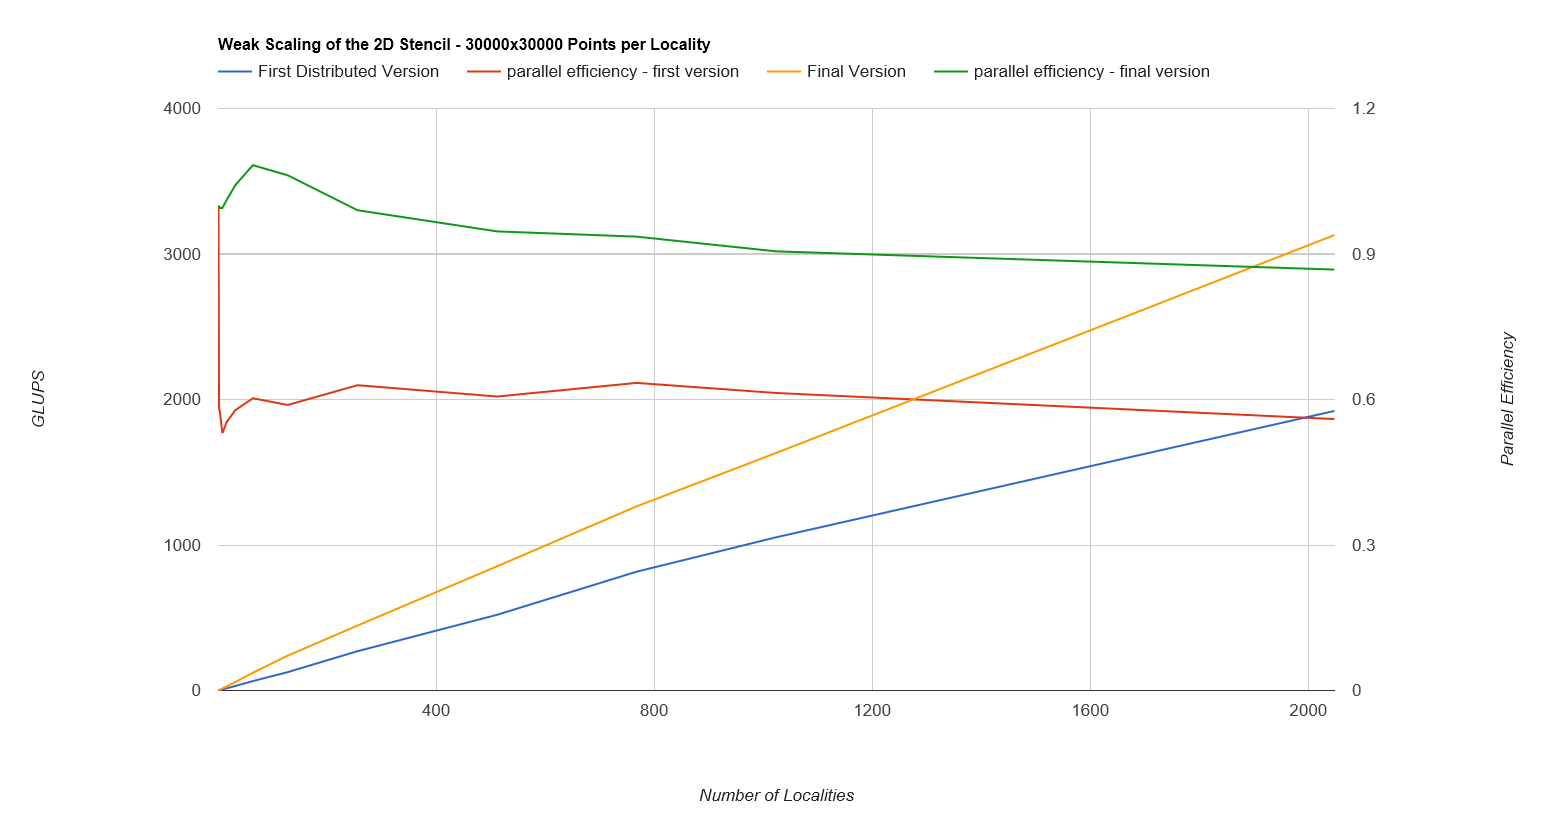 Weak Scaling of the 2D Stencil - 30000x30000 Points per Locality
First Distributed Version parallel efficiency - first version Final Version parallel efficiency - final version
4000 1.2
3000 0.9
2000 0.6
1000 0.3
0 0
GLUPS
Parallel Efficiency
400 800 1200 1600 2000
Number of Localities